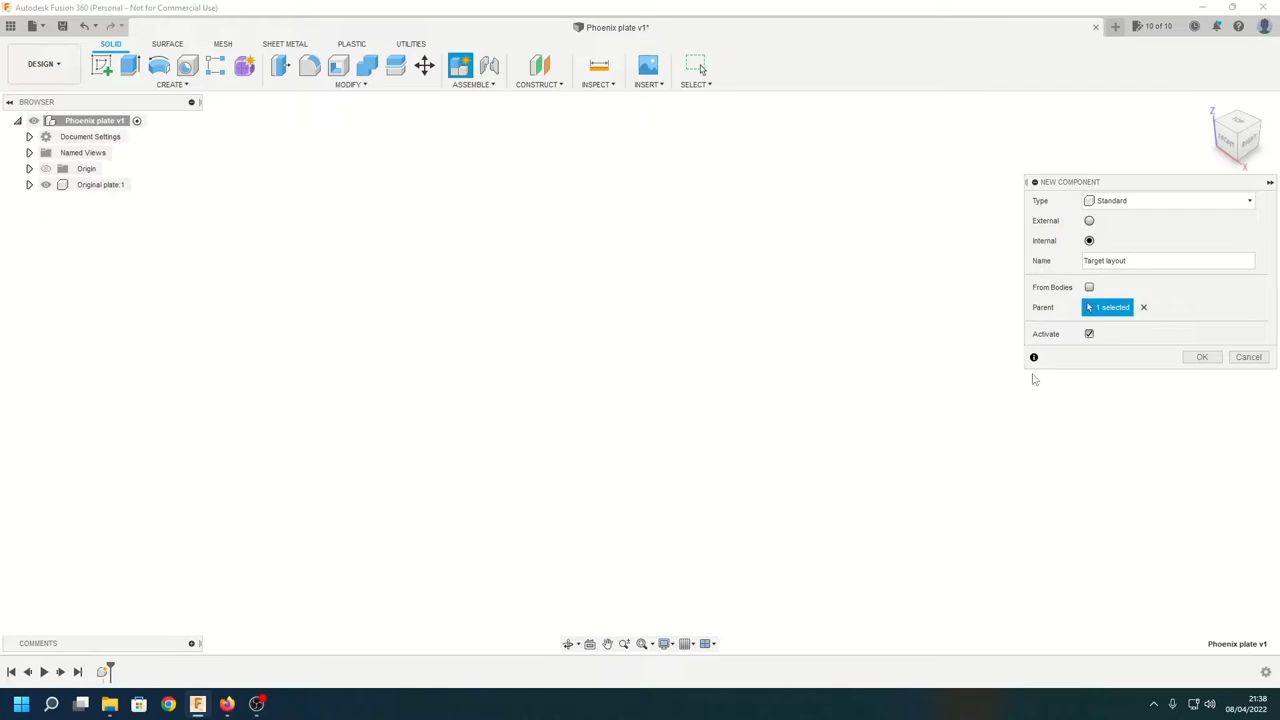 Autodesk Fusion 360 (Personal - Not for Commercial Use)
Phoenix plate v1*
10 of 10
DESIGN
SOLID
SURFACE
MESH
SHEET METAL
PLASTIC
UTILITIES
CREATE
MODIFY
ASSEMBLE
CONSTRUCT
INSPECT
INSERT
SELECT
BROWSER
Phoenix plate v1
Document Settings
Named Views
Origin
Original plate:1
Z
TOP
FRONT
RIGHT
X
NEW COMPONENT
Type
Standard
External
Internal
Name
Target layout
From Bodies
Parent
1 selected
Activate
OK
Cancel
COMMENTS
Phoenix plate v1
21:38
08/04/2022